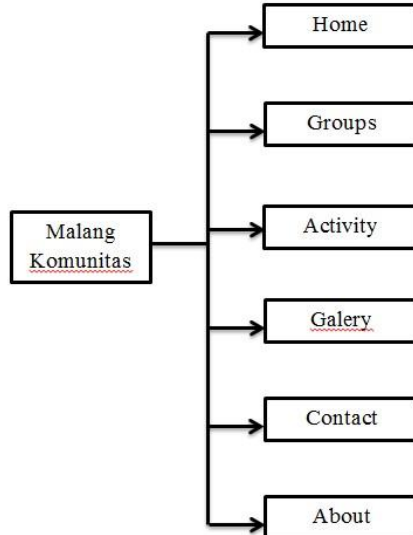 Home
Groups
Malang
Komunitas
Activity
Galery
Contact
About